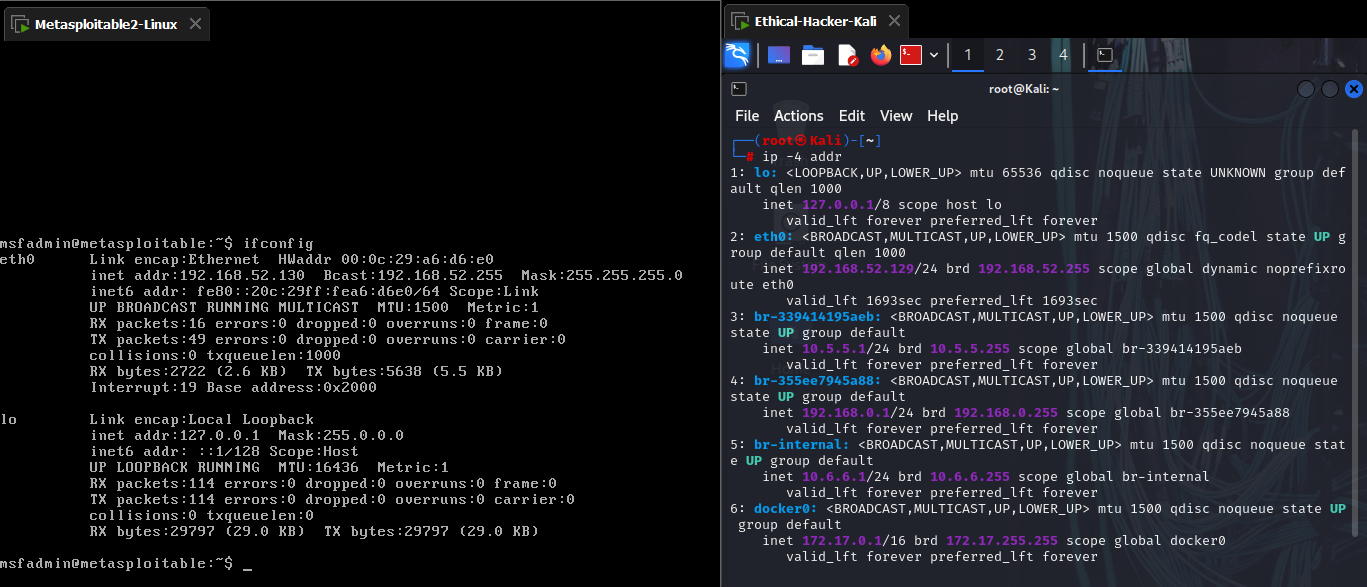 Metasploitable2-Linux
msfadmin@metasploitable:~$ ifconfig
eth0      Link encap:Ethernet  HWaddr 00:0c:29:a6:d6:e0
          inet addr:192.168.52.130  Bcast:192.168.52.255  Mask:255.255.255.0
          inet6 addr: fe80::20c:29ff:fea6:d6e0/64 Scope:Link
          UP BROADCAST RUNNING MULTICAST  MTU:1500  Metric:1
          RX packets:16 errors:0 dropped:0 overruns:0 frame:0
          TX packets:49 errors:0 dropped:0 overruns:0 carrier:0
          collisions:0 txqueuelen:1000
          RX bytes:2722 (2.6 KB)  TX bytes:5638 (5.5 KB)
          Interrupt:19 Base address:0x2000
lo        Link encap:Local Loopback
          inet addr:127.0.0.1  Mask:255.0.0.0
          inet6 addr: ::1/128 Scope:Host
          UP LOOPBACK RUNNING  MTU:16436  Metric:1
          RX packets:114 errors:0 dropped:0 overruns:0 frame:0
          TX packets:114 errors:0 dropped:0 overruns:0 carrier:0
          collisions:0 txqueuelen:0
          RX bytes:29797 (29.0 KB)  TX bytes:29797 (29.0 KB)
msfadmin@metasploitable:~$ _
Ethical-Hacker-Kali
1 2 3 4
root@Kali: ~
File Actions Edit View Help
┌──(root㉿Kali)-[~]
└─# ip -4 addr
1: lo: <LOOPBACK,UP,LOWER_UP> mtu 65536 qdisc noqueue state UNKNOWN group def
ault qlen 1000
    inet 127.0.0.1/8 scope host lo
       valid_lft forever preferred_lft forever
2: eth0: <BROADCAST,MULTICAST,UP,LOWER_UP> mtu 1500 qdisc fq_codel state UP g
roup default qlen 1000
    inet 192.168.52.129/24 brd 192.168.52.255 scope global dynamic noprefixro
ute eth0
       valid_lft 1693sec preferred_lft 1693sec
3: br-339414195aeb: <BROADCAST,MULTICAST,UP,LOWER_UP> mtu 1500 qdisc noqueue
state UP group default
    inet 10.5.5.1/24 brd 10.5.5.255 scope global br-339414195aeb
       valid_lft forever preferred_lft forever
4: br-355ee7945a88: <BROADCAST,MULTICAST,UP,LOWER_UP> mtu 1500 qdisc noqueue
state UP group default
    inet 192.168.0.1/24 brd 192.168.0.255 scope global br-355ee7945a88
       valid_lft forever preferred_lft forever
5: br-internal: <BROADCAST,MULTICAST,UP,LOWER_UP> mtu 1500 qdisc noqueue stat
e UP group default
    inet 10.6.6.1/24 brd 10.6.6.255 scope global br-internal
       valid_lft forever preferred_lft forever
6: docker0: <BROADCAST,MULTICAST,UP,LOWER_UP> mtu 1500 qdisc noqueue state UP
 group default
    inet 172.17.0.1/16 brd 172.17.255.255 scope global docker0
       valid_lft forever preferred_lft forever